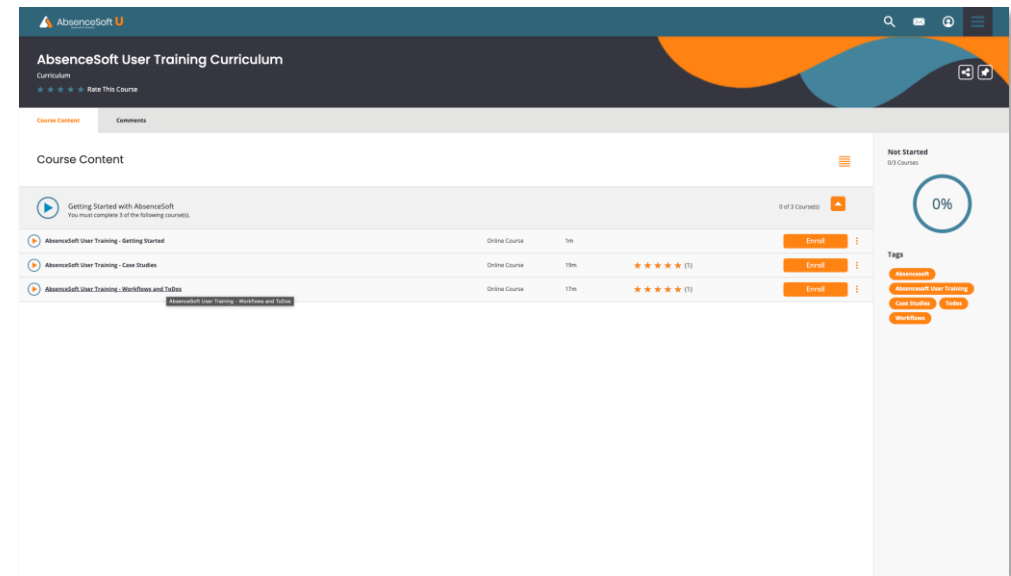 AbsenceSoft U
AbsenceSoft User Training Curriculum
Curriculum
Rate This Course
Course Content
Comments
Course Content
Getting Started with AbsenceSoft
You must complete 3 of the following course(s).
0 of 3 Course(s)
AbsenceSoft User Training - Getting Started
Online Course
1m
Enroll
AbsenceSoft User Training - Case Studies
Online Course
19m
(1)
Enroll
AbsenceSoft User Training - Workflows and ToDos
Online Course
17m
(1)
Enroll
AbsenceSoft User Training - Workflows and ToDos
Not Started
0/3 Courses
0%
Tags
Absencesoft
Absencesoft User Training
Case Studies
Todos
Workflows